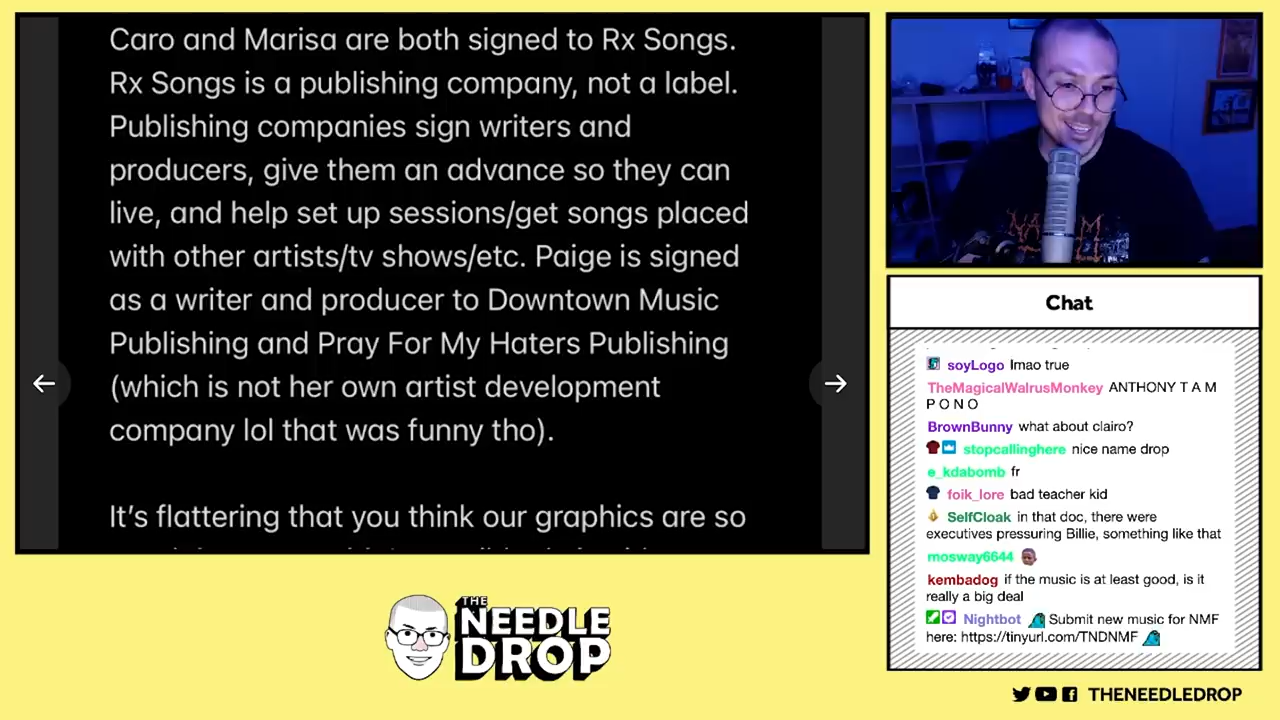 Caro and Marisa are both signed to Rx Songs.
Rx Songs is a publishing company, not a label.
Publishing companies sign writers and
producers, give them an advance so they can
live, and help set up sessions/get songs placed
with other artists/tv shows/etc. Paige is signed
as a writer and producer to Downtown Music
Publishing and Pray For My Haters Publishing
(which is not her own artist development
company lol that was funny tho).
It's flattering that you think our graphics are so
Chat
soyLogo lmao true
TheMagicalWalrusMonkey ANTHONY T A M
P O N O
BrownBunny what about clairo?
stopcallinghere nice name drop
e_kdabomb fr
foik_lore bad teacher kid
SelfCloak in that doc, there were
executives pressuring Billie, something like that
mosway6644
kembadog if the music is at least good, is it
really a big deal
Nightbot Submit new music for NMF
here: https://tinyurl.com/TNDNMF
THE
NEEDLE
DROP
THENEEDLEDROP